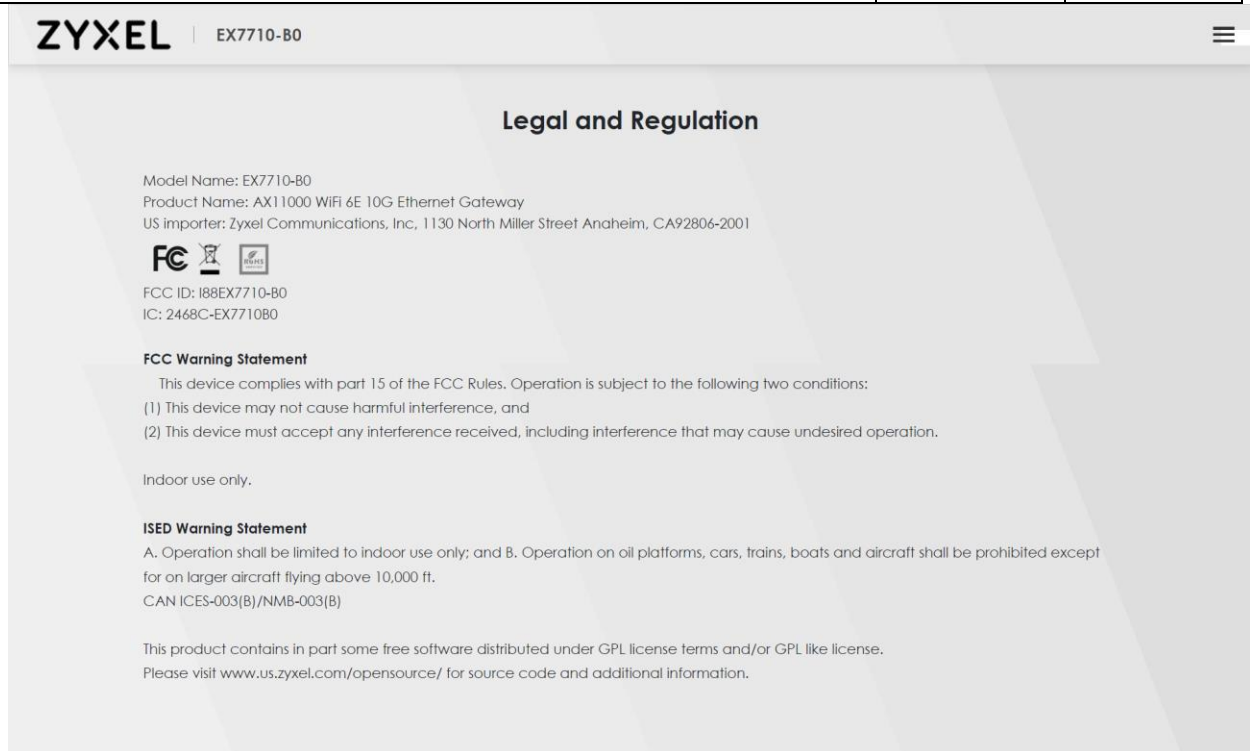 ZYXEL EX7710-B0
Legal and Regulation
Model Name: EX7710-B0
Product Name: AX11000 WiFi 6E 10G Ethernet Gateway
US importer: Zyxel Communications, Inc, 1130 North Miller Street Anaheim, CA92806-2001
FC RoHS
FCC ID: I88EX7710-B0
IC: 2468C-EX7710B0
FCC Warning Statement
This device complies with part 15 of the FCC Rules. Operation is subject to the following two conditions:
(1) This device may not cause harmful interference, and
(2) This device must accept any interference received, including interference that may cause undesired operation.
Indoor use only.
ISED Warning Statement
A. Operation shall be limited to indoor use only; and B. Operation on oil platforms, cars, trains, boats and aircraft shall be prohibited except
for on larger aircraft flying above 10,000 ft.
CAN ICES-003(B)/NMB-003(B)
This product contains in part some free software distributed under GPL license terms and/or GPL like license.
Please visit www.us.zyxel.com/opensource/ for source code and additional information.